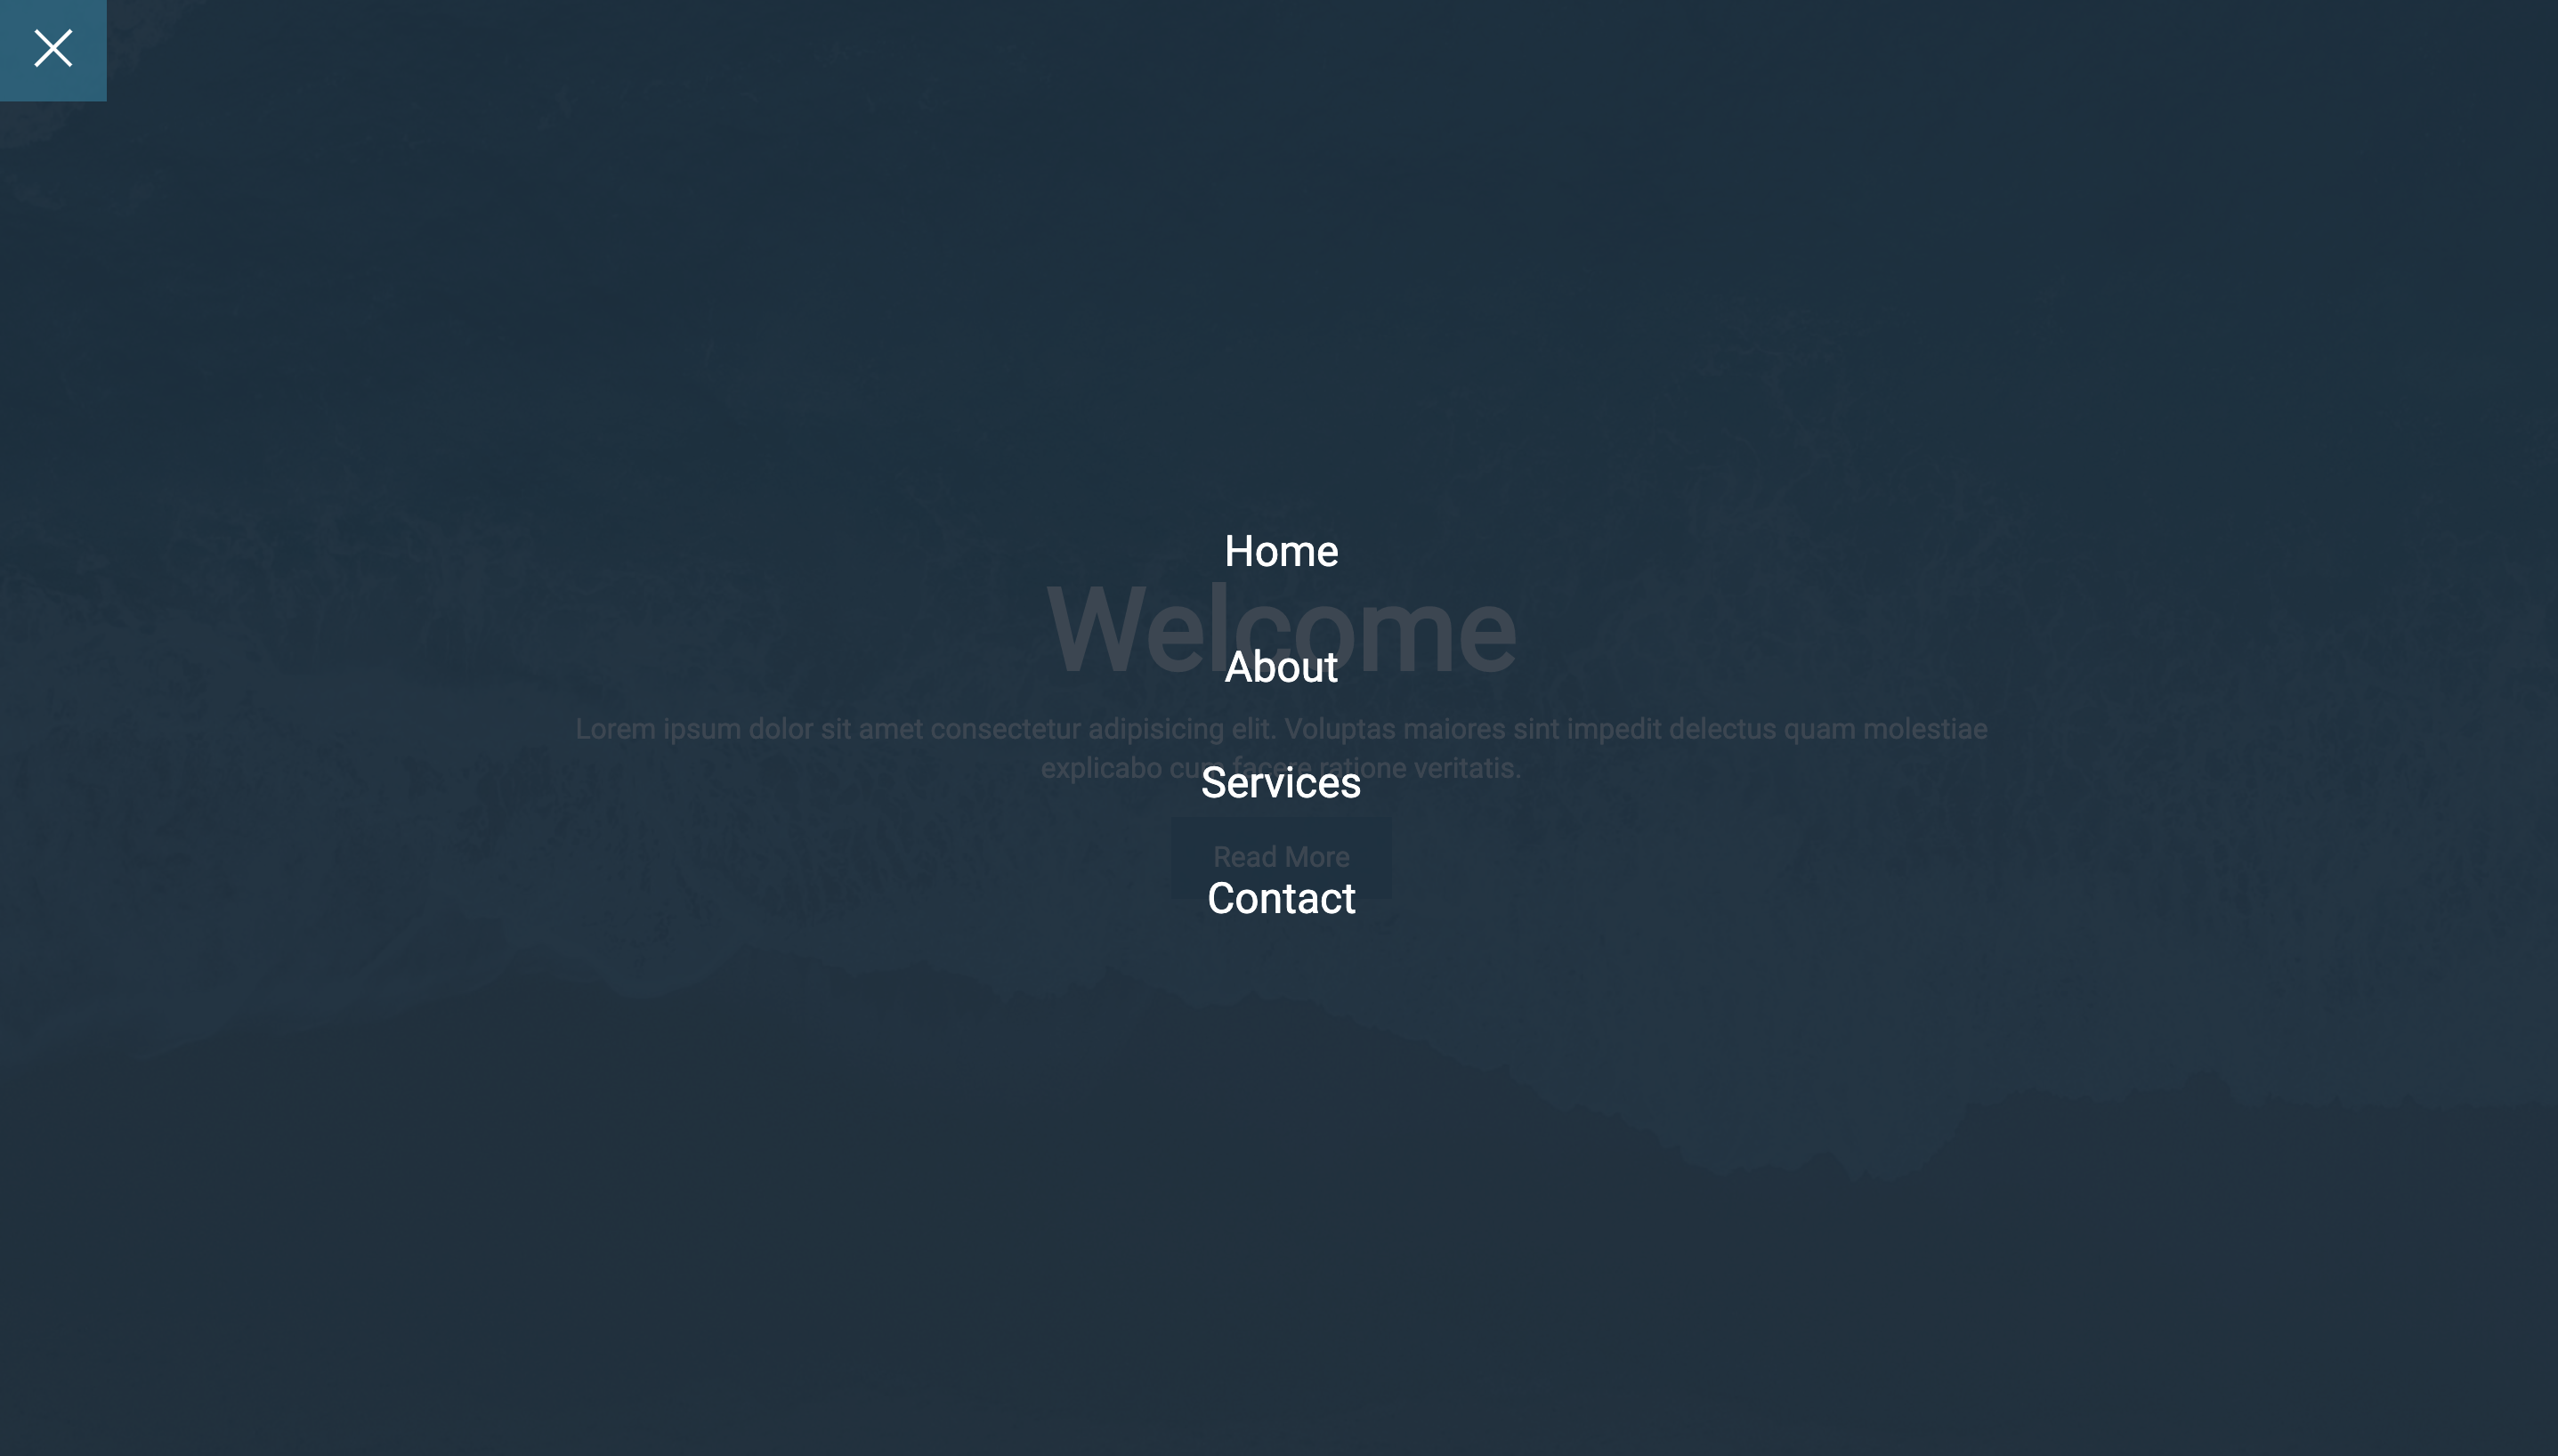 Home
Welcome
About
Lorem ipsum dolor sit amet consectetur adipisicing elit. Voluptas maiores sint impedit delectus quam molestiae
explicabo cum facere ratione veritatis.
Services
Read More
Contact